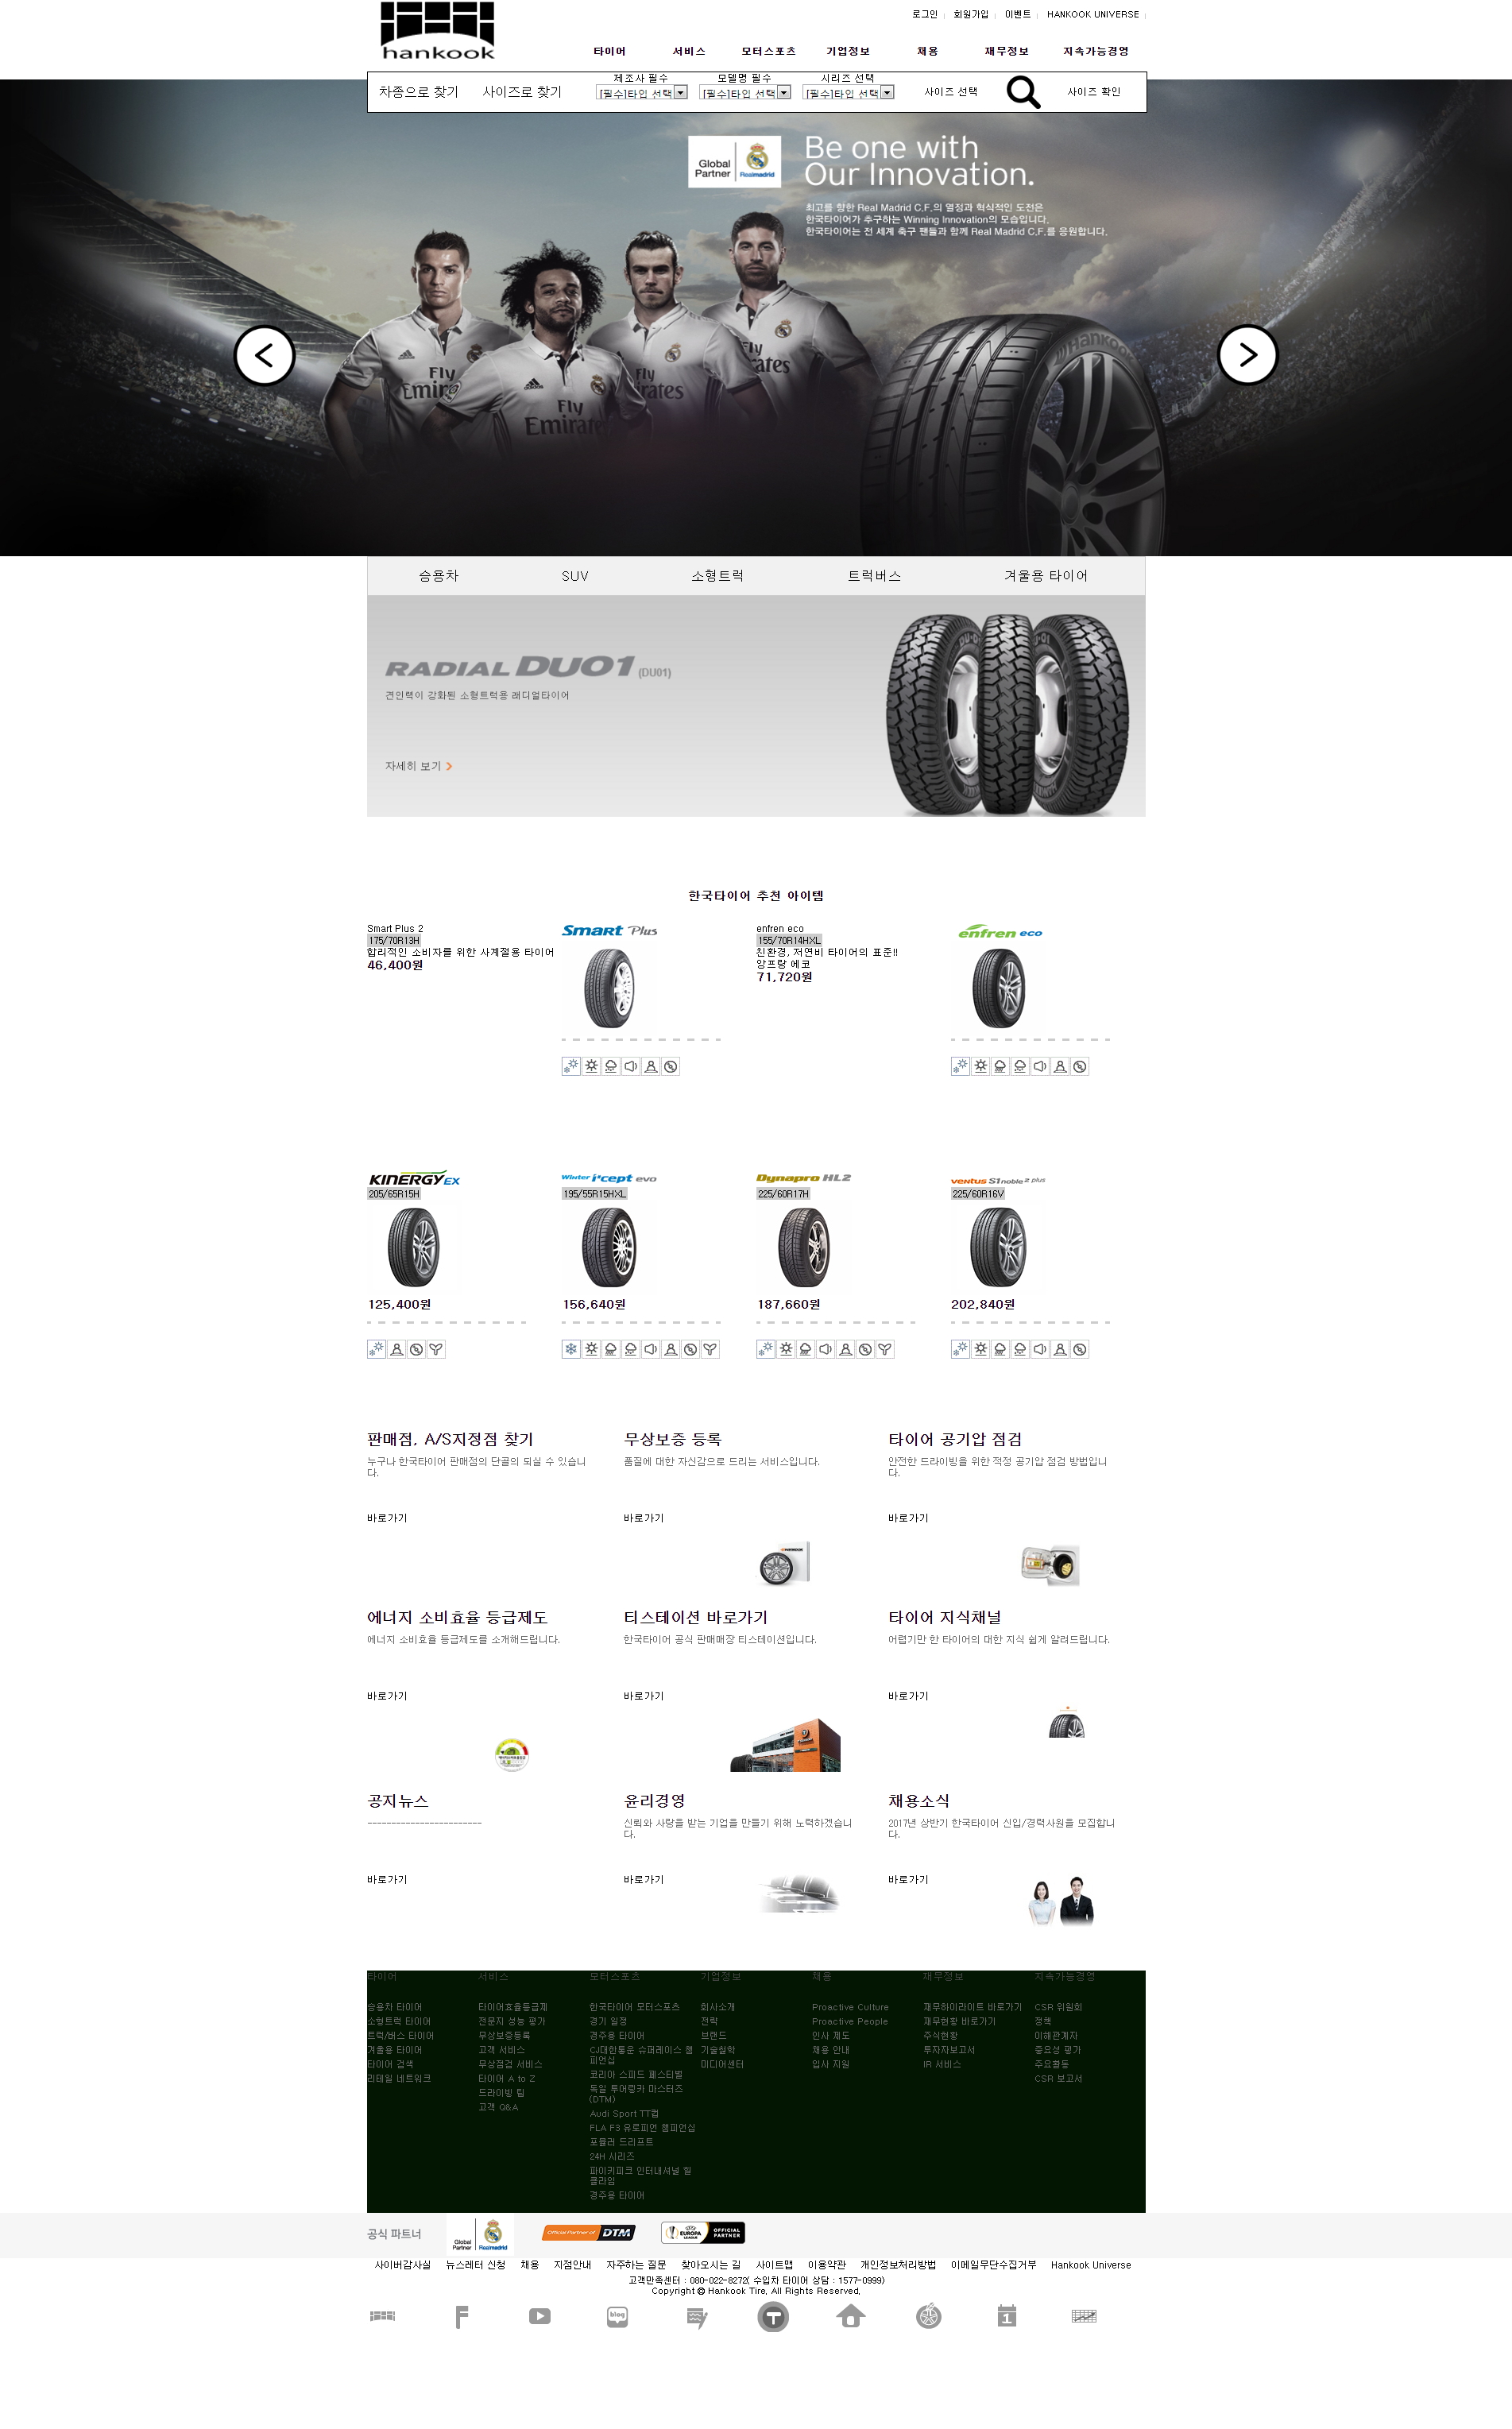 hankook
로그인 회원가입 이벤트 HANKOOK UNIVERSE
타이어 서비스 모터스포츠 기업정보 채용 재무정보 지속가능경영
차종으로 찾기 사이즈로 찾기
제조사 필수 모델명 필수 시리즈 선택
[필수]타입 선택 [필수]타입 선택 [필수]타입 선택
사이즈 선택 사이즈 확인
Global Partner Realmadrid
Be one with
Our Innovation.
최고를 향한 Real Madrid C.F.의 열정과 혁식적인 도전은
한국타이어가 추구하는 Winning Innovation의 모습입니다.
한국타이어는 전 세계 축구 팬들과 함께 Real Madrid C.F.를 응원합니다.
Fly Emirates
Fly Emirates
Fly Emirates
Hankook
승용차 SUV 소형트럭 트럭버스 겨울용 타이어
RADIAL DU01 (DU01)
견인력이 강화된 소형트럭용 래디얼타이어
자세히 보기
한국타이어 추천 아이템
Smart Plus 2
175/70R13H
합리적인 소비자를 위한 사계절용 타이어
46,400원
Smart Plus
enfren eco
155/70R14HXL
친환경, 저연비 타이어의 표준!!
앙프랑 에코
71,720원
enfren eco
KINERGY EX
205/65R15H
125,400원
Winter i*cept evo
195/55R15HXL
156,640원
Dynapro HL2
225/60R17H
187,660원
ventus S1 noble 2 plus
225/60R16V
202,840원
판매점, A/S지정점 찾기
누구나 한국타이어 판매점의 단골이 되실 수 있습니
다.
바로가기
무상보증 등록
품질에 대한 자신감으로 드리는 서비스입니다.
바로가기
타이어 공기압 점검
안전한 드라이빙을 위한 적정 공기압 점검 방법입니
다.
바로가기
에너지 소비효율 등급제도
에너지 소비효율 등급제도를 소개해드립니다.
바로가기
티스테이션 바로가기
한국타이어 공식 판매매장 티스테이션입니다.
바로가기
타이어 지식채널
어렵기만 한 타이어의 대한 지식 쉽게 알려드립니다.
바로가기
공지뉴스
------------------------
바로가기
윤리경영
신뢰와 사랑을 받는 기업을 만들기 위해 노력하겠습니
다.
바로가기
채용소식
2017년 상반기 한국타이어 신입/경력사원을 모집합니
다.
바로가기
타이어
승용차 타이어
소형트럭 타이어
트럭/버스 타이어
겨울용 타이어
타이어 검색
리테일 네트워크
서비스
타이어효율등급제
전문지 성능 평가
무상보증등록
고객 서비스
무상점검 서비스
타이어 A to Z
드라이빙 팁
고객 Q&A
모터스포츠
한국타이어 모터스포츠
경기 일정
경주용 타이어
CJ대한통운 슈퍼레이스 챔
피언십
코리아 스피드 페스티벌
독일 투어링카 마스터즈
(DTM)
Audi Sport TT컵
FLA F3 유로피언 챔피언십
포뮬러 드리프트
24H 시리즈
파이키피크 인터내셔널 힐
클라임
경주용 타이어
기업정보
회사소개
전략
브랜드
기술철학
미디어센터
채용
Proactive Culture
Proactive People
인사 제도
채용 안내
입사 지원
재무정보
재무하이라이트 바로가기
재무현황 바로가기
주식현황
투자자보고서
IR 서비스
지속가능경영
CSR 위원회
정책
이해관계자
중요성 평가
주요활동
CSR 보고서
공식 파트너
Global Partner Realmadrid
Official Partner of DTM
EUROPA LEAGUE OFFICIAL PARTNER
사이버감사실 뉴스레터 신청 채용 지점안내 자주하는 질문 찾아오시는 길 사이트맵 이용약관 개인정보처리방법 이메일무단수집거부 Hankook Universe
고객만족센터 : 080-022-8272( 수입차 타이어 상담 : 1577-0999)
Copyright @ Hankook Tire, All Rights Reserved.
blog
T
1